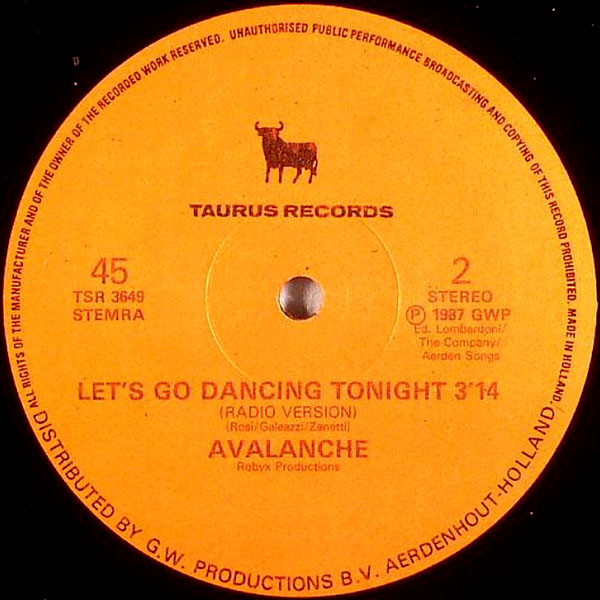 ALL RIGHTS OF THE MANUFACTURER AND OF THE OWNER OF THE RECORDED WORK RESERVED. UNAUTHORISED PUBLIC PERFORMANCE BROADCASTING AND COPYING OF THIS RECORD PROHIBITED. MADE IN HOLLAND.
TAURUS RECORDS
45
TSR 3649
STEMRA
2
STEREO
Ⓟ 1987 GWP
Ed. Lombardoni/
The Company/
Aerden Songs
LET'S GO DANCING TONIGHT 3'14
(RADIO VERSION)
(Rosi/Galeazzi/Zanetti)
AVALANCHE
Robyx Productions
DISTRIBUTED BY G.W. PRODUCTIONS B.V. AERDENHOUT-HOLLAND